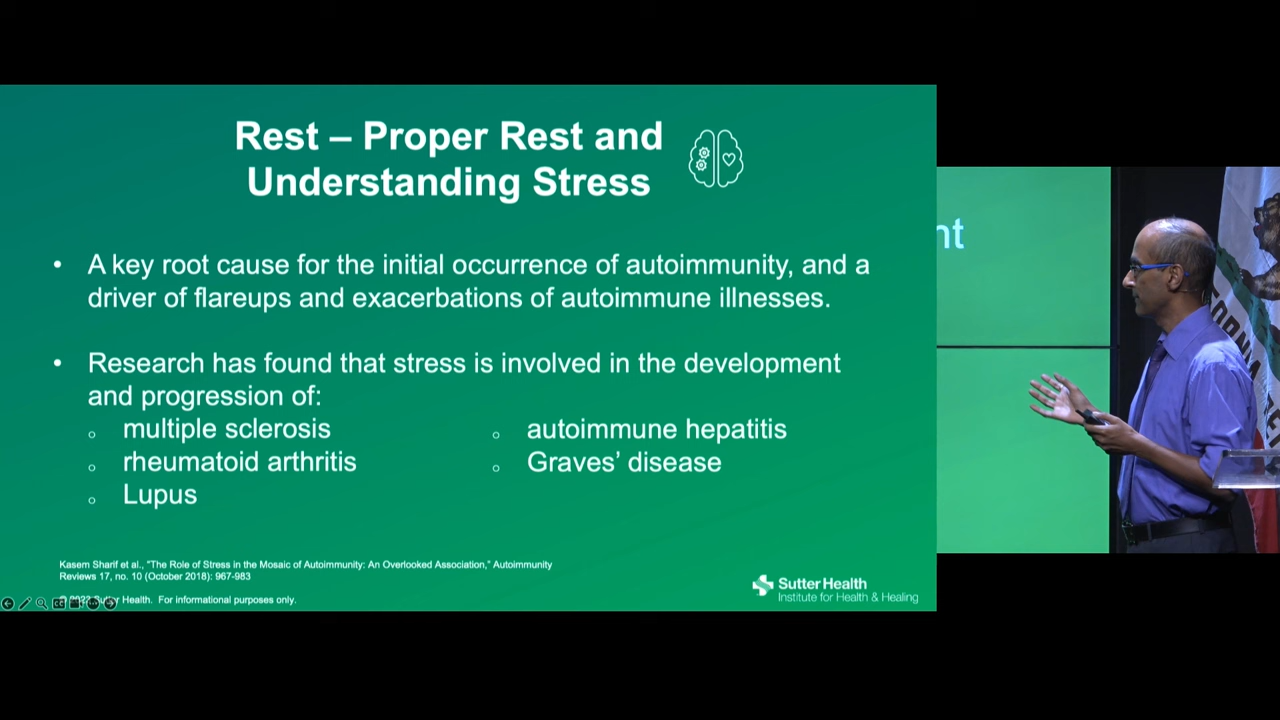 Rest – Proper Rest and
Understanding Stress
• A key root cause for the initial occurrence of autoimmunity, and a
driver of flareups and exacerbations of autoimmune illnesses.
• Research has found that stress is involved in the development
and progression of:
○ multiple sclerosis
○ rheumatoid arthritis
○ Lupus
○ autoimmune hepatitis
○ Graves’ disease
Kasem Sharif et al., "The Role of Stress in the Mosaic of Autoimmunity: An Overlooked Association," Autoimmunity
Reviews 17, no. 10 (October 2018): 967-983
Health. For informational purposes only.
Sutter Health
Institute for Health & Healing
nt